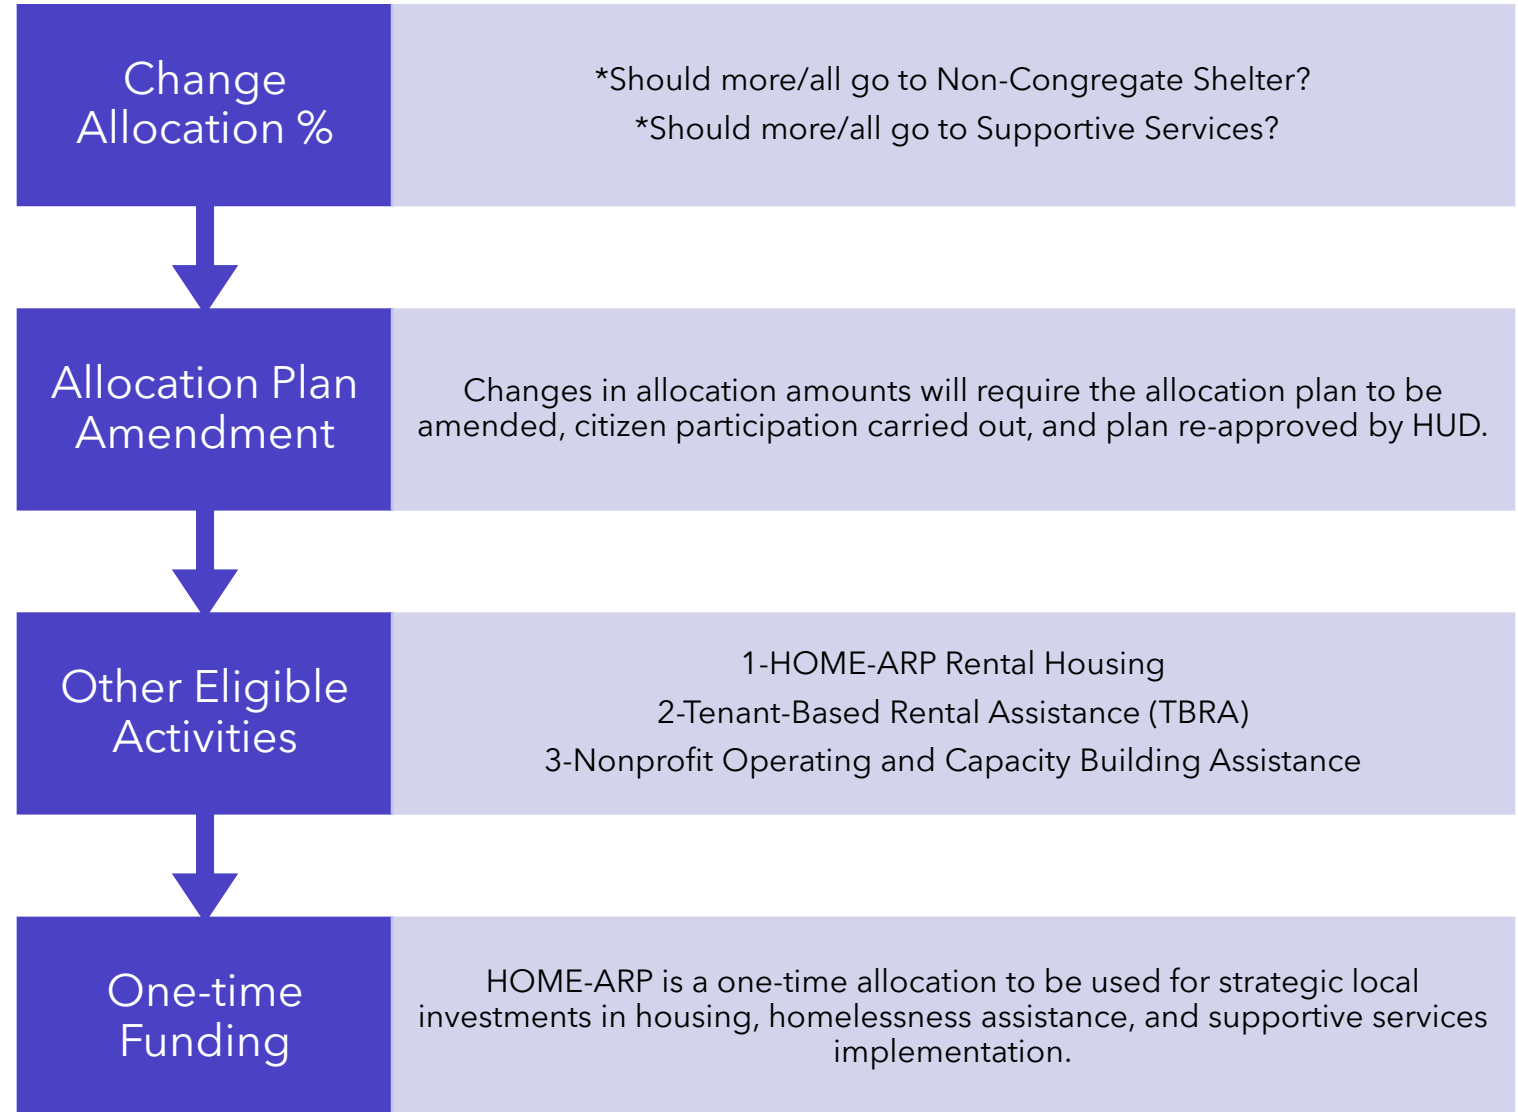 Change
Allocation %
*Should more/all go to Non-Congregate Shelter?
*Should more/all go to Supportive Services?
Allocation Plan
Amendment
Changes in allocation amounts will require the allocation plan to be
amended, citizen participation carried out, and plan re-approved by HUD.
Other Eligible
Activities
1-HOME-ARP Rental Housing
2-Tenant-Based Rental Assistance (TBRA)
3-Nonprofit Operating and Capacity Building Assistance
One-time
Funding
HOME-ARP is a one-time allocation to be used for strategic local
investments in housing, homelessness assistance, and supportive services
implementation.